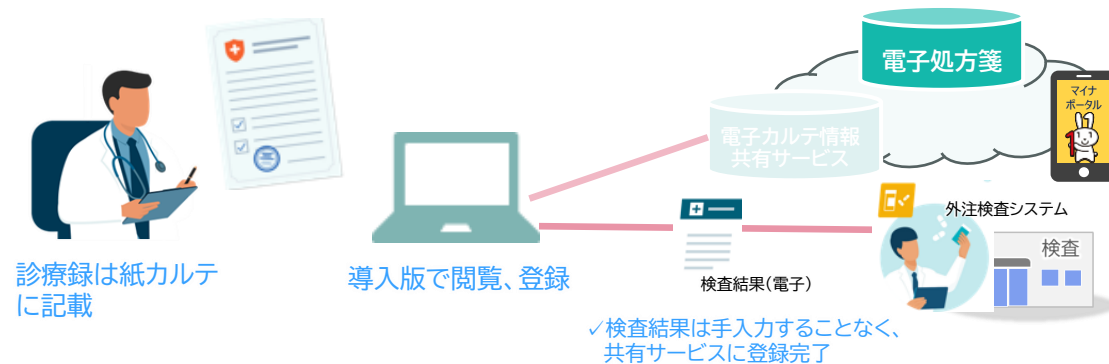 電子処方箋
マイナ
ポータル
電子カルテ情報
共有サービス
外注検査システム
検査
診療録は紙カルテ
に記載
導入版で閲覧、登録
検査結果(電子)
✓検査結果は手入力することなく、
共有サービスに登録完了